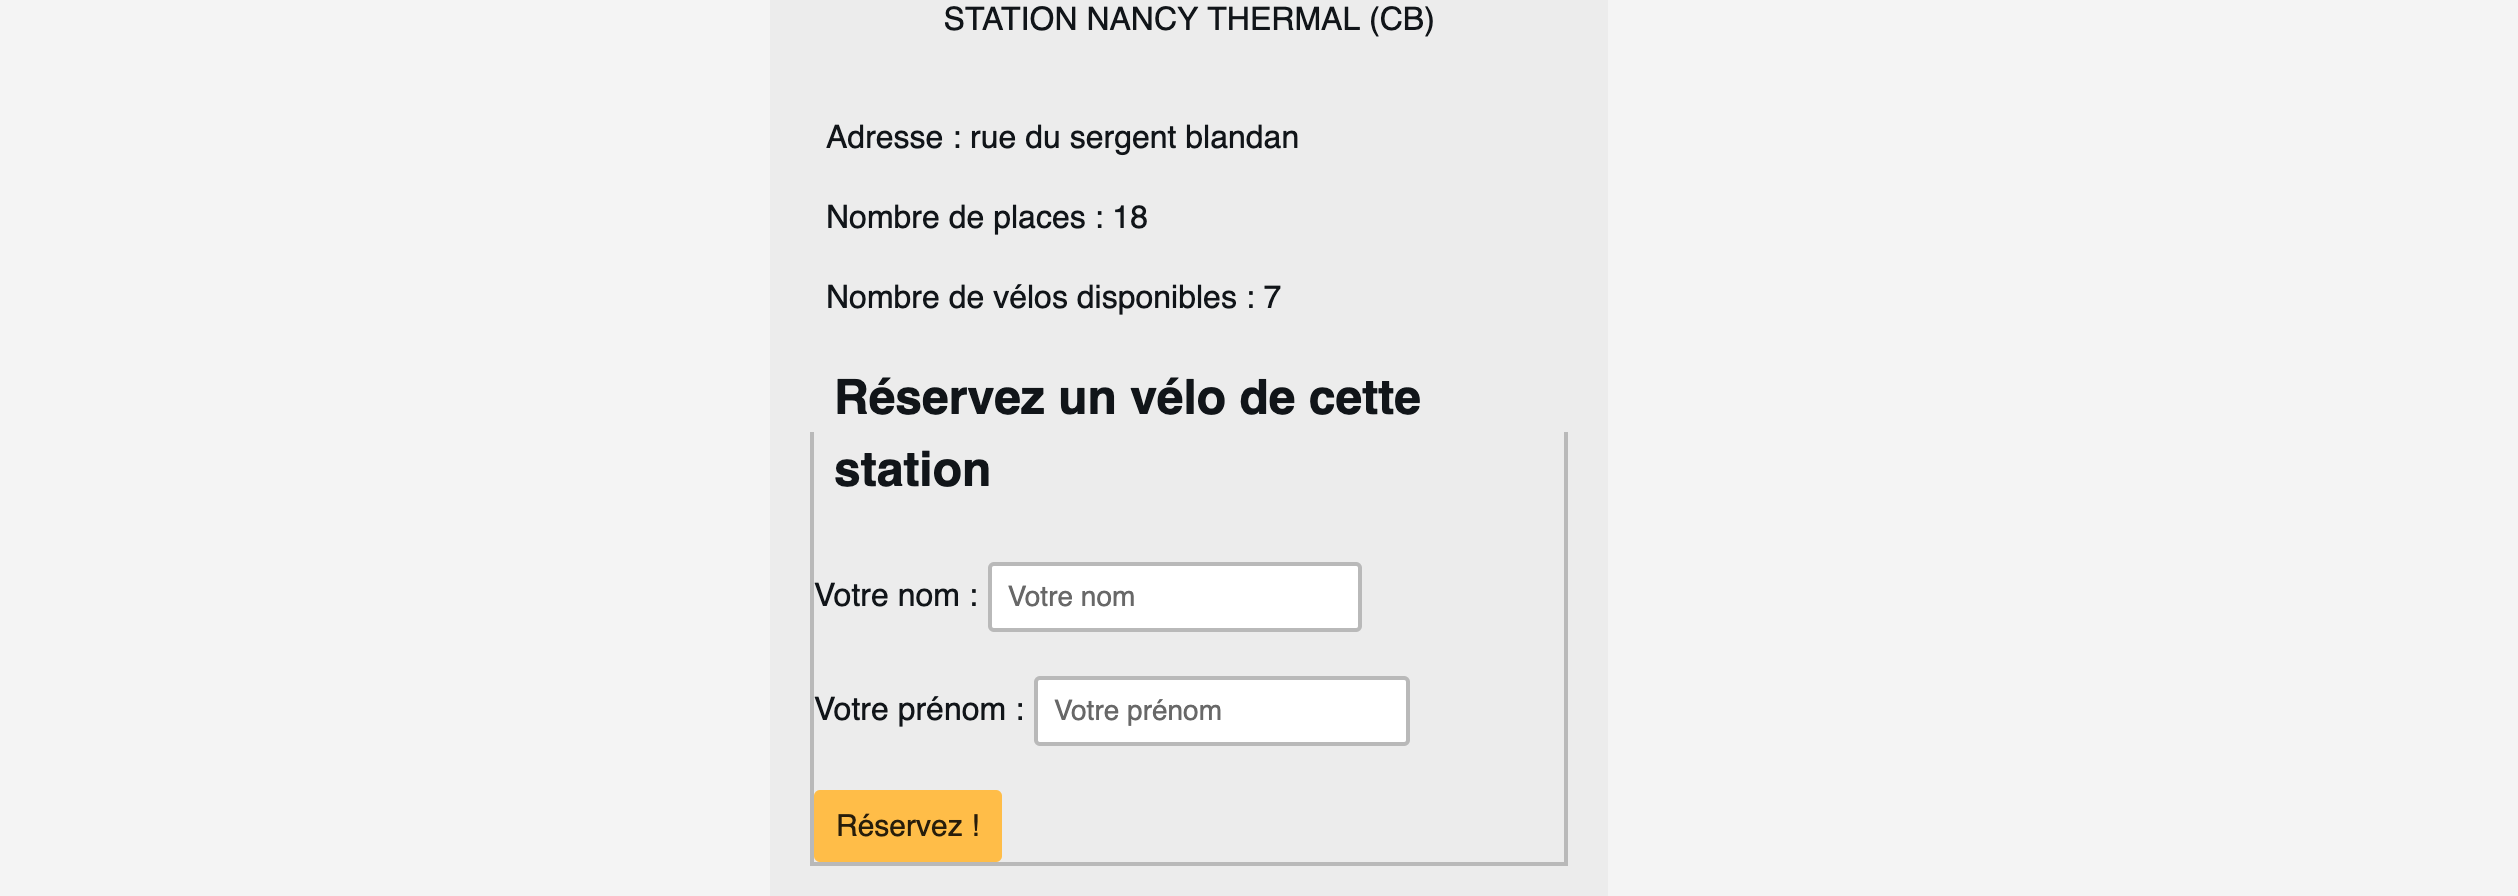 STATION NANCY THERMAL (CB)
Adresse : rue du sergent blandan
Nombre de places : 18
Nombre de vélos disponibles : 7
Réservez un vélo de cette
station
Votre nom : Votre nom
Votre prénom : Votre prénom
Réservez !